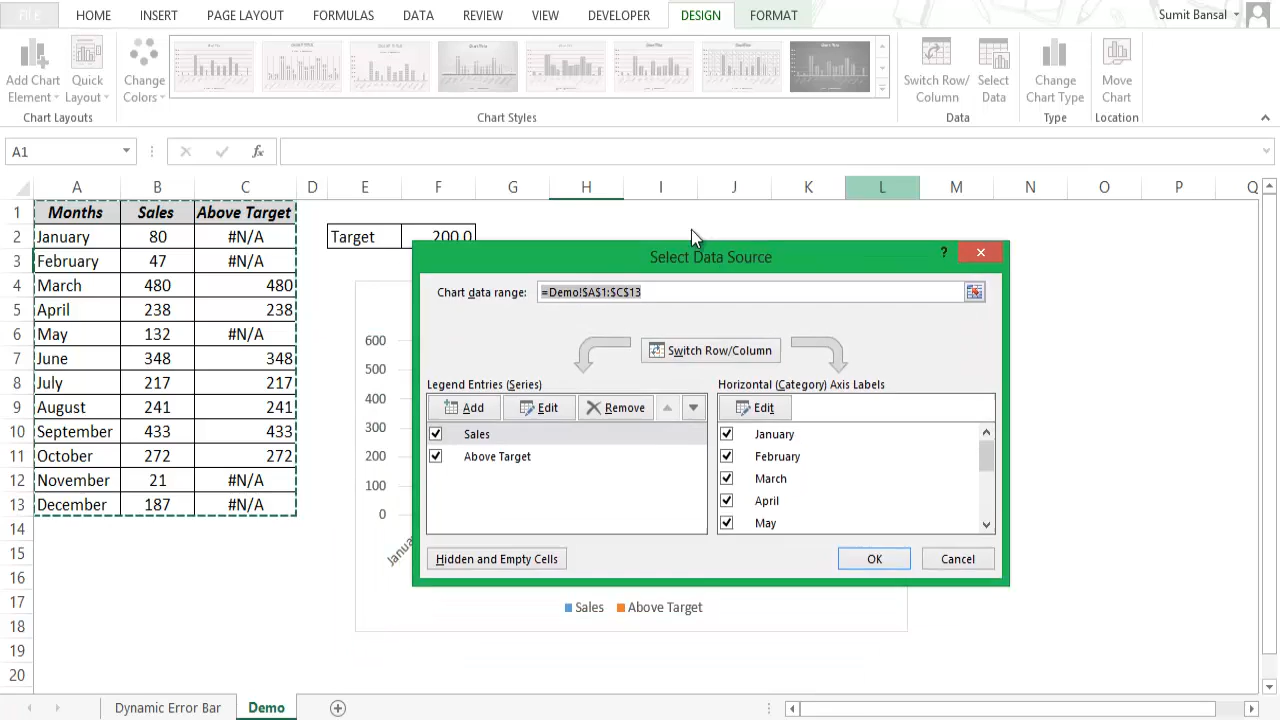 FILE HOME INSERT PAGE LAYOUT FORMULAS DATA REVIEW VIEW DEVELOPER DESIGN FORMAT Sumit Bansal
Add Chart Element Quick Layout Change Colors Switch Row/ Column Select Data Change Chart Type Move Chart
Chart Layouts Chart Styles Data Type Location
A1 fx
A B C D E F G H I J K L M N O P Q
1 Months Sales Above Target
2 January 80 #N/A Target 200.0
3 February 47 #N/A
4 March 480 480
5 April 238 238
6 May 132 #N/A
7 June 348 348
8 July 217 217
9 August 241 241
10 September 433 433
11 October 272 272
12 November 21 #N/A
13 December 187 #N/A
14
15
16
17
18
19
20
Select Data Source ?
Chart data range: =Demo!$A$1:$C$13
Switch Row/Column
Legend Entries (Series)
Add Edit Remove
Sales
Above Target
Horizontal (Category) Axis Labels
Edit
January
February
March
April
May
Hidden and Empty Cells OK Cancel
600
500
400
300
200
100
0
Sales Above Target
Dynamic Error Bar Demo